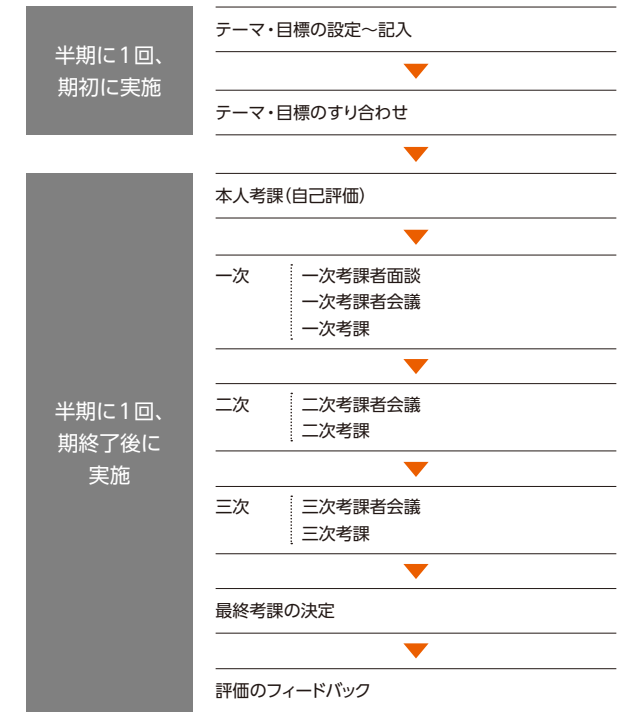 半期に1回、
期初に実施
テーマ・目標の設定～記入
テーマ・目標のすり合わせ
半期に1回、
期終了後に
実施
本人考課(自己評価)
一次
一次考課者面談
一次考課者会議
一次考課
二次
二次考課者会議
二次考課
三次
三次考課者会議
三次考課
最終考課の決定
評価のフィードバック